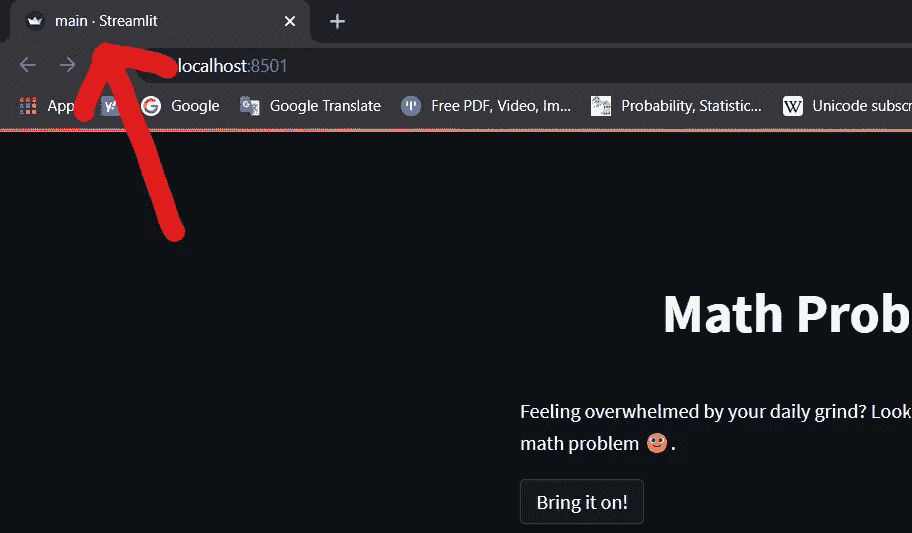 main · Streamlit
localhost:8501
App
Google
Google Translate
Free PDF, Video, Im...
Probability, Statistic...
Unicode subscr
Math Prob
Feeling overwhelmed by your daily grind? Look
math problem
Bring it on!